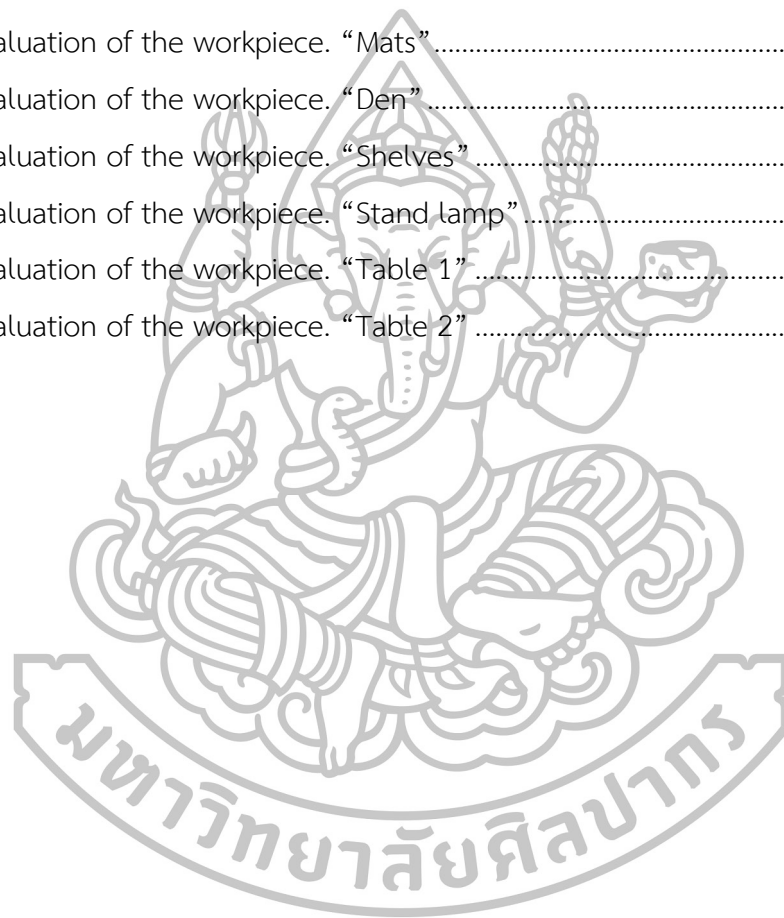 aluation of the workpiece. “Mats”................................................
aluation of the workpiece. “Den”................................................
aluation of the workpiece. “Shelves”..........................................
aluation of the workpiece. “Stand lamp”...................................
aluation of the workpiece. “Table 1”..........................................
aluation of the workpiece. “Table 2”..........................................
มหาวิทยาลัยศิลปากร